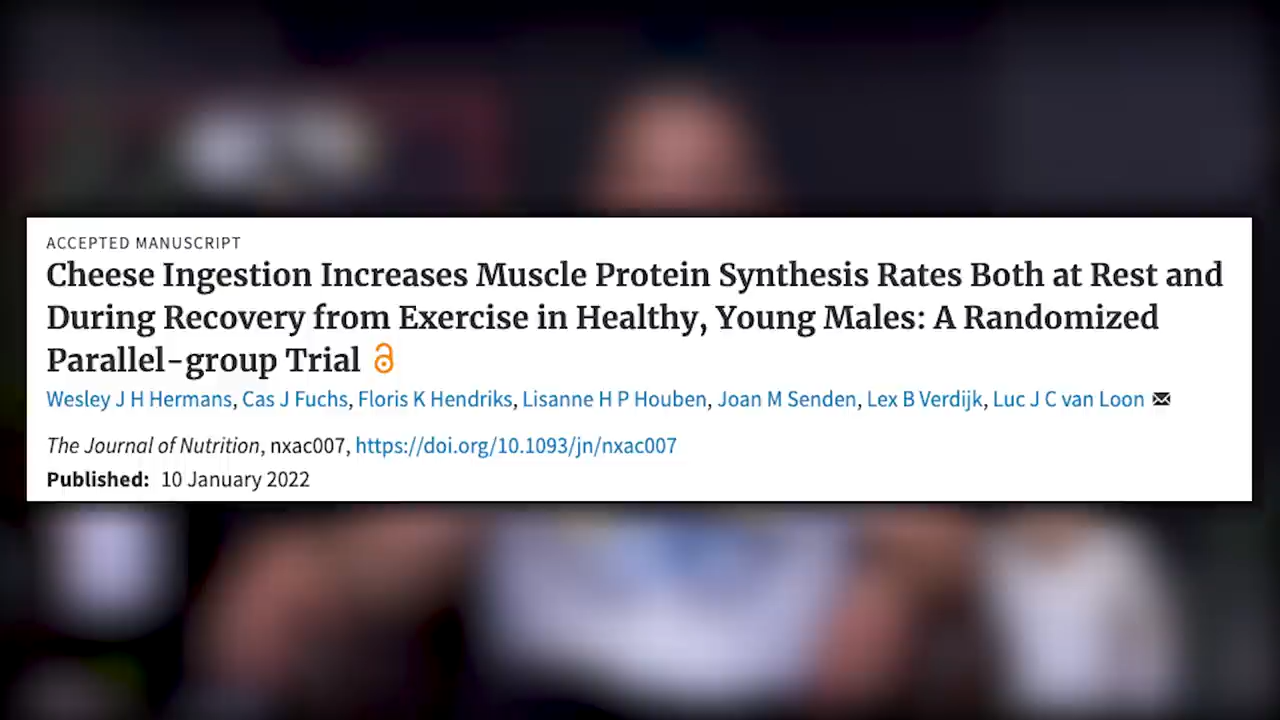 ACCEPTED MANUSCRIPT
Cheese Ingestion Increases Muscle Protein Synthesis Rates Both at Rest and
During Recovery from Exercise in Healthy, Young Males: A Randomized
Parallel-group Trial
Wesley J H Hermans, Cas J Fuchs, Floris K Hendriks, Lisanne H P Houben, Joan M Senden, Lex B Verdijk, Luc J C van Loon
The Journal of Nutrition, nxac007, https://doi.org/10.1093/jn/nxac007
Published: 10 January 2022